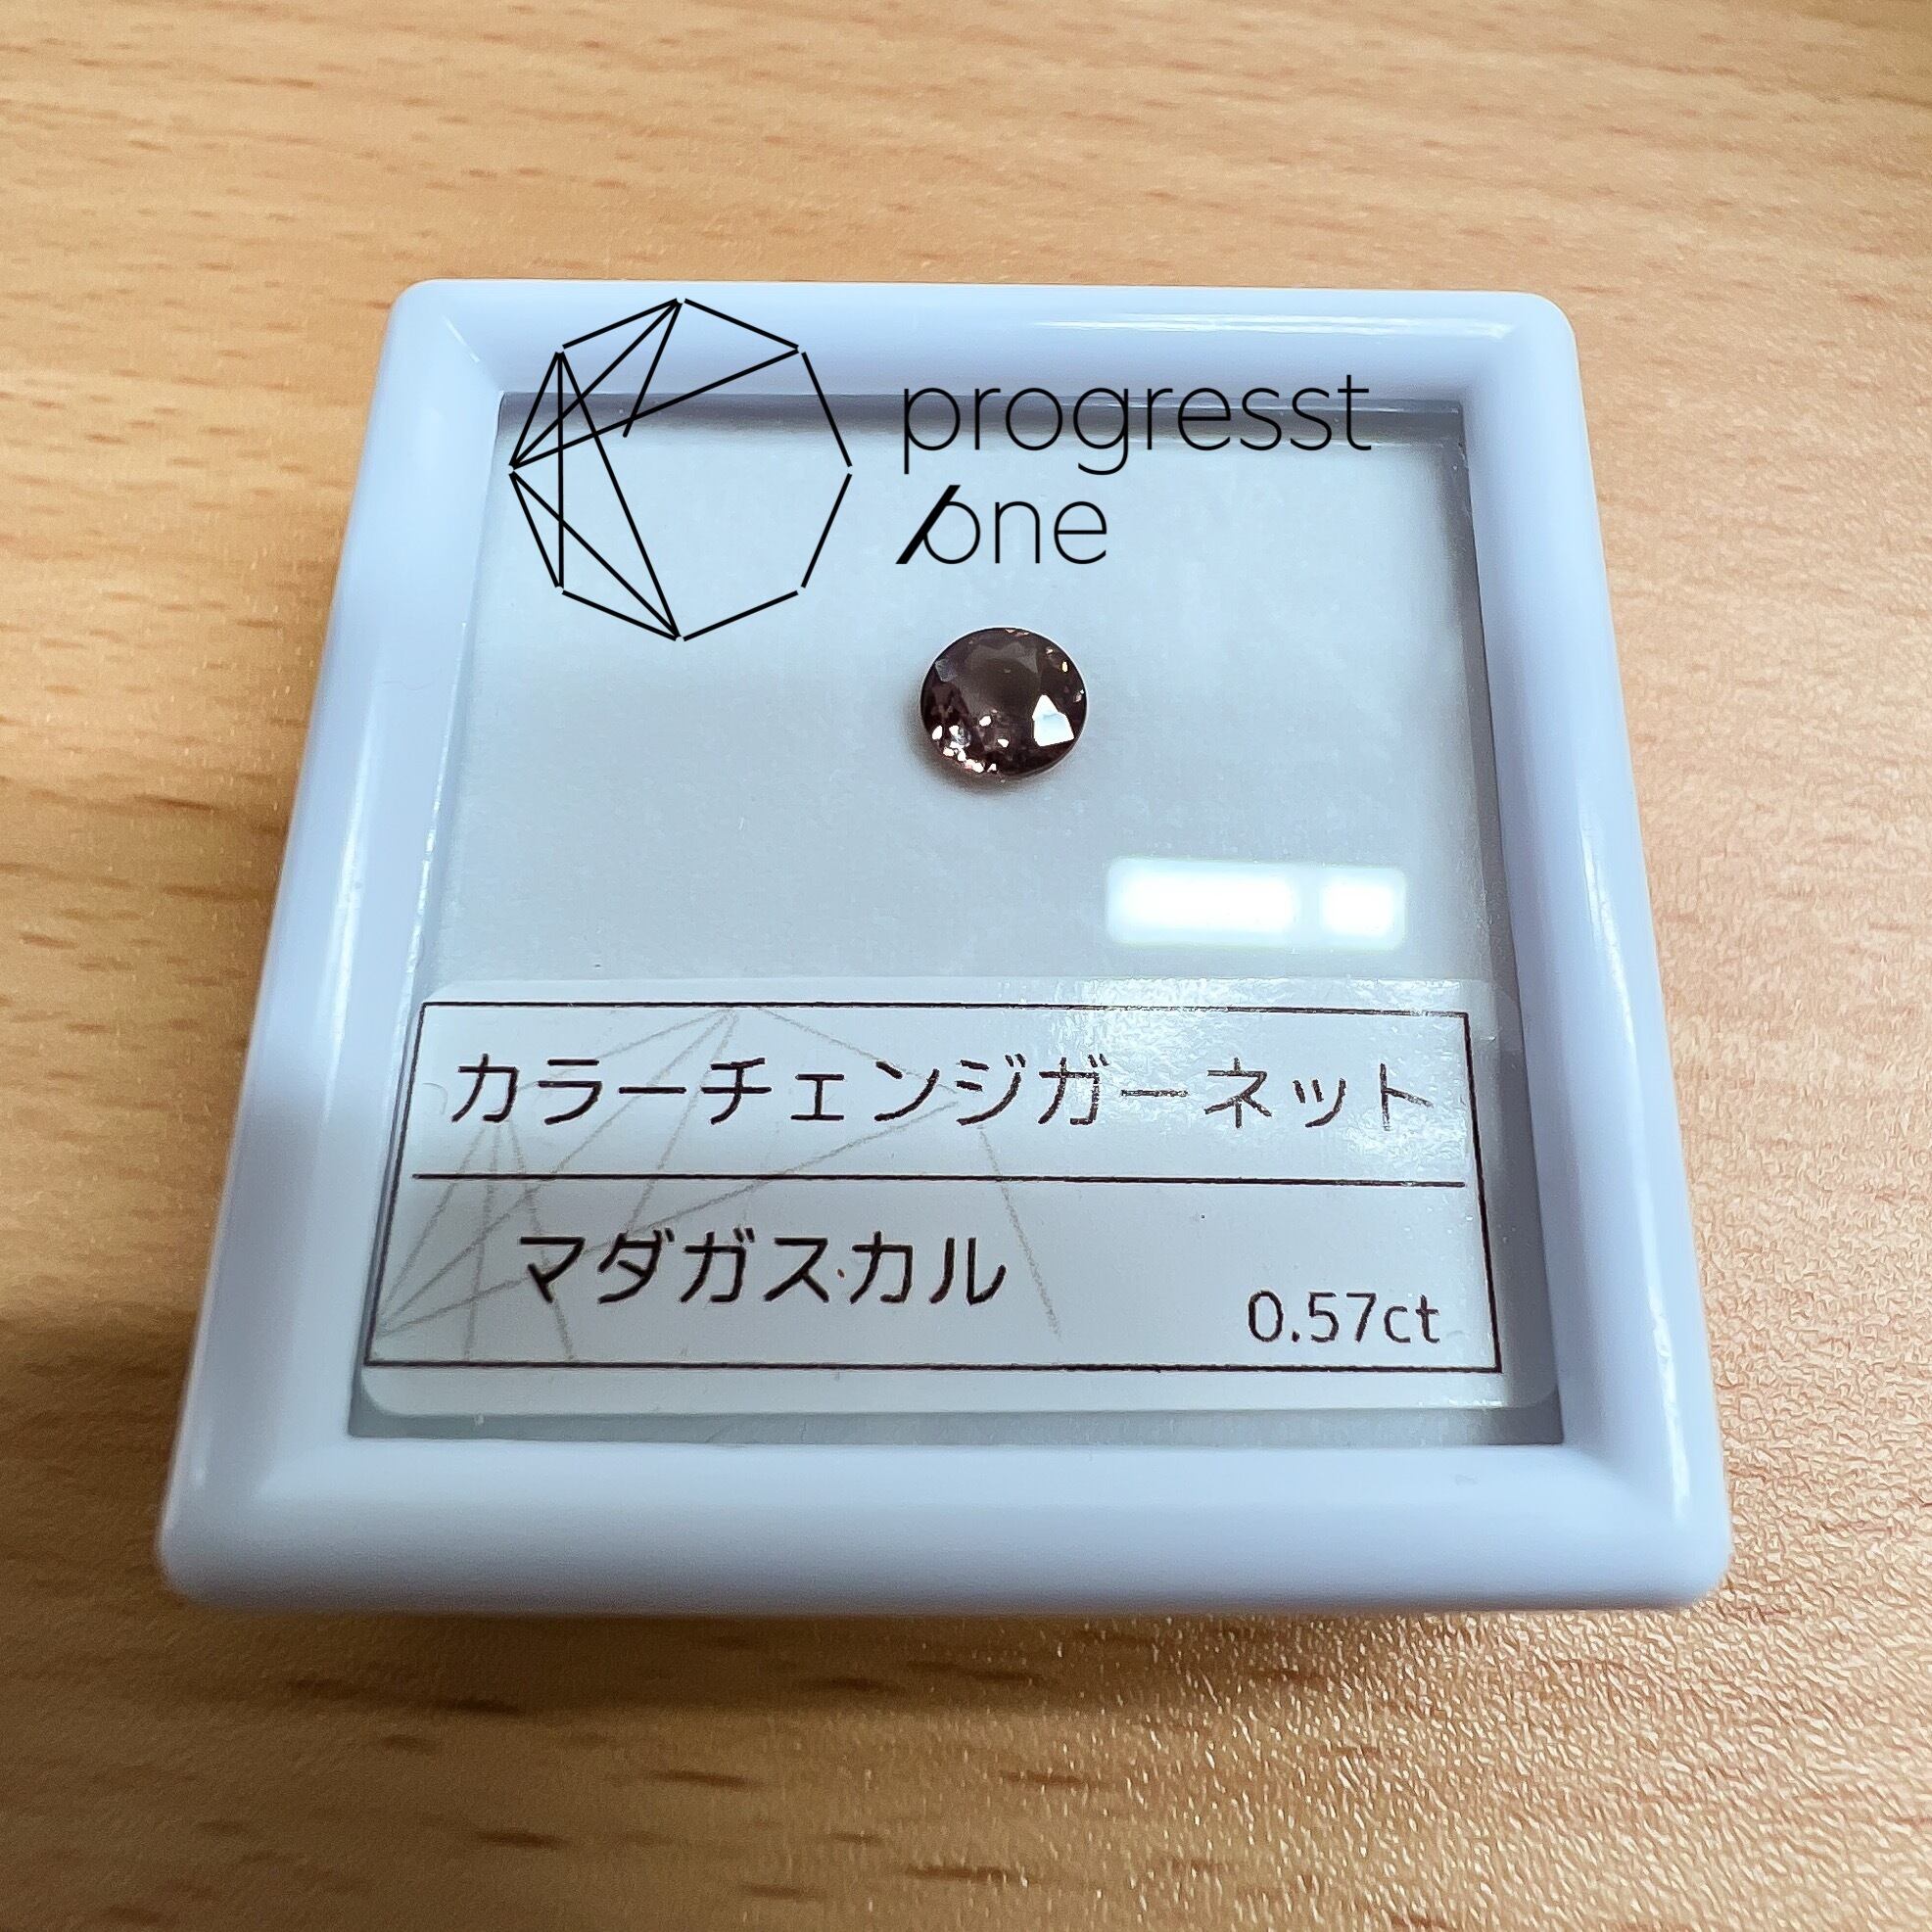 progresst
one
カラーチェンジガーネット
マダガスカル
0.57ct